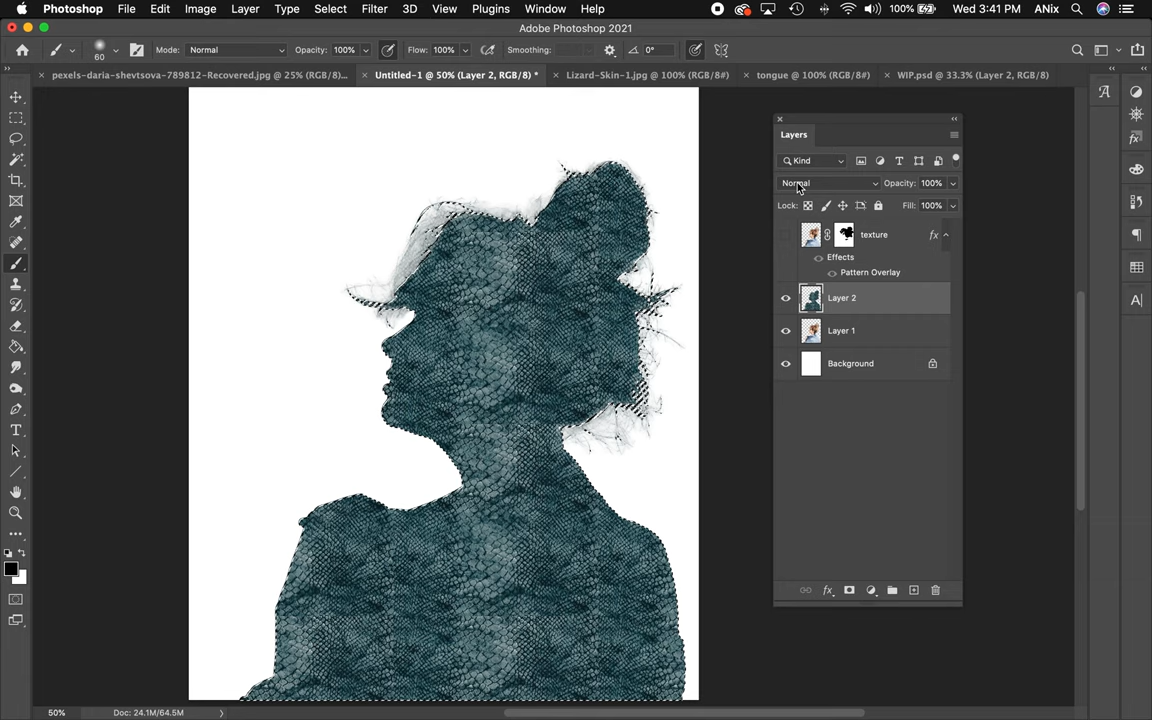 Photoshop File Edit Image Layer Type Select Filter 3D View Plugins Window Help 100% Wed 3:41 PM ANix
Adobe Photoshop 2021
60 Mode: Normal Opacity: 100% Flow: 100% Smoothing: 0°
pexels-daria-shevtsova-789812-Recovered.jpg @ 25% (RGB/8)... Untitled-1 @ 50% (Layer 2, RGB/8) * Lizard-Skin-1.jpg @ 100% (RGB/8#) tongue @ 100% (RGB/8#) WIP.psd @ 33.3% (Layer 2, RGB/8)
Layers
Kind
Normal Opacity: 100%
Lock: Fill: 100%
texture fx
Effects
Pattern Overlay
Layer 2
Layer 1
Background
fx
50% Doc: 24.1M/64.5M